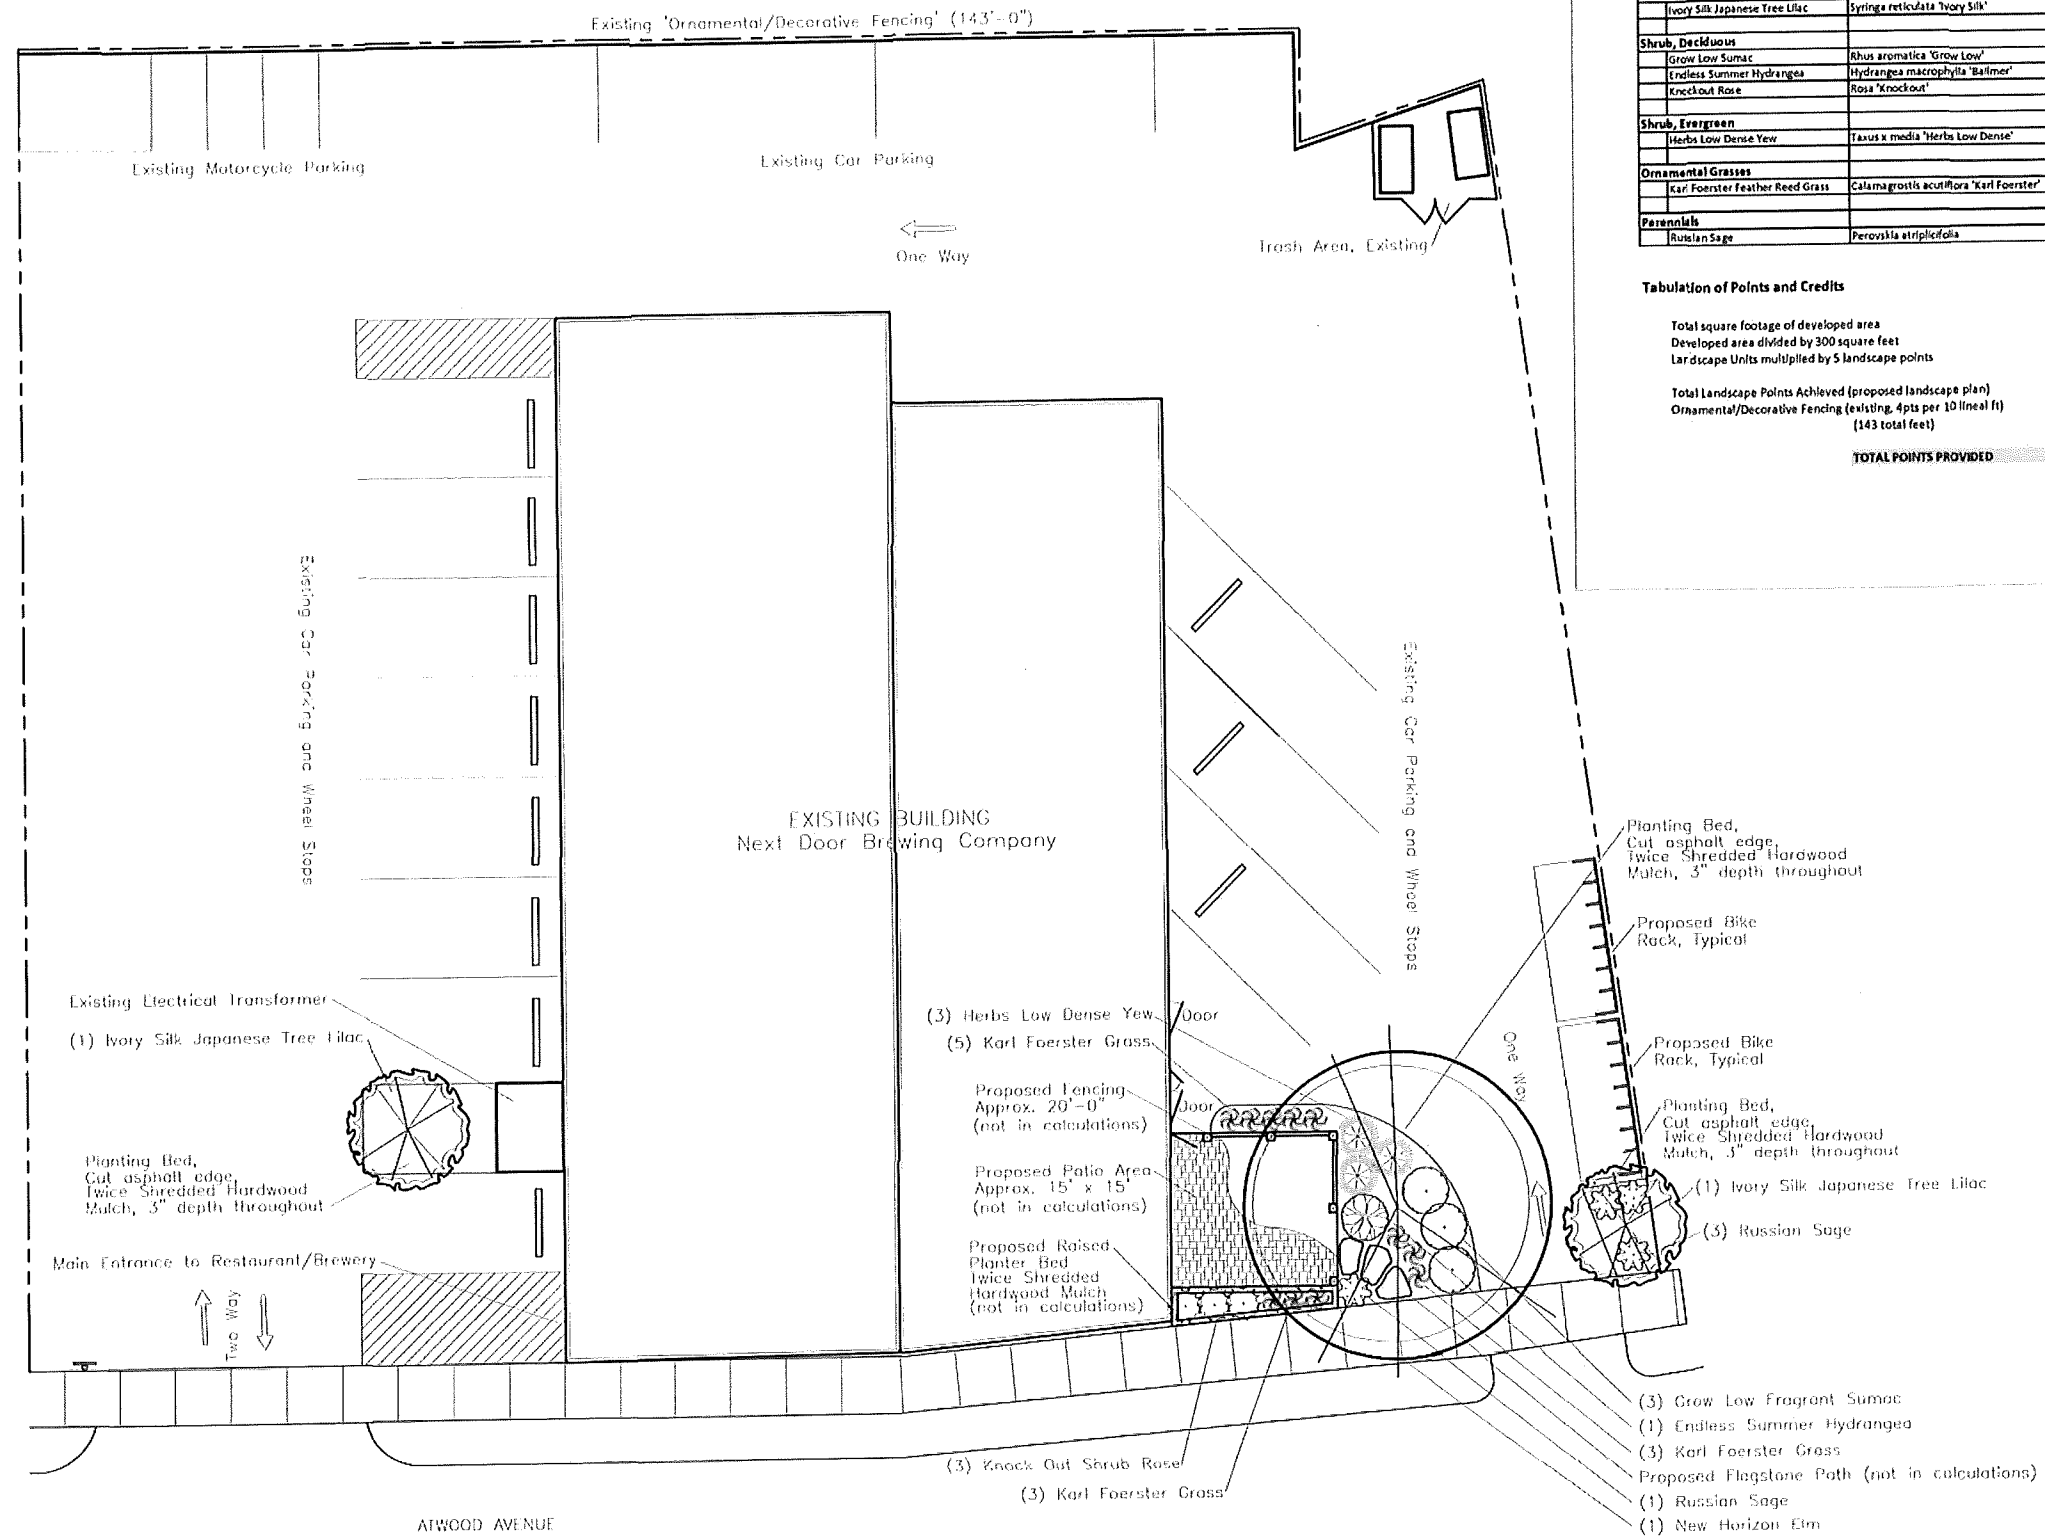 Existing 'Ornamental/Decorative Fencing' (143'-0")
Existing Motorcycle Parking
Existing Car Parking
One Way
Trash Area, Existing
Existing Car Parking and Wheel Stops
EXISTING BUILDING
Next Door Brewing Company
Existing Car Parking and Wheel Stops
One Way
Planting Bed,
Cut asphalt edge,
Twice Shredded Hardwood
Mulch, 3" depth throughout
Proposed Bike
Rack, Typical
Proposed Bike
Rack, Typical
Planting Bed,
Cut asphalt edge,
Twice Shredded Hardwood
Mulch, 3" depth throughout
(1) Ivory Silk Japanese Tree Lilac
(3) Russian Sage
Existing Electrical Transformer
(1) Ivory Silk Japanese Tree Lilac
Planting Bed,
Cut asphalt edge,
Twice Shredded Hardwood
Mulch, 3" depth throughout
Main Entrance to Restaurant/Brewery
Two Way
(3) Herbs Low Dense Yew
Door
(5) Karl Foerster Grass
Proposed Fencing
Approx. 20'-0"
(not in calculations)
Door
Proposed Patio Area
Approx. 15' x 15'
(not in calculations)
Proposed Raised
Planter Bed
Twice Shredded
Hardwood Mulch
(not in calculations)
(3) Knock Out Shrub Rose
(3) Karl Foerster Grass
(3) Grow Low Fragrant Sumac
(1) Endless Summer Hydrangea
(3) Karl Foerster Grass
Proposed Flagstone Path (not in calculations)
(1) Russian Sage
(1) New Horizon Elm
ATWOOD AVENUE
Ivory Silk Japanese Tree Lilac Syringa reticulata 'Ivory Silk'
Shrub, Deciduous
Grow Low Sumac Rhus aromatica 'Grow Low'
Endless Summer Hydrangea Hydrangea macrophylla 'Bailmer'
Knockout Rose Rosa 'Knockout'
Shrub, Evergreen
Herbs Low Dense Yew Taxus x media 'Herbs Low Dense'
Ornamental Grasses
Karl Foerster Feather Reed Grass Calamagrostis acutiflora 'Karl Foerster'
Perennials
Russian Sage Perovskia atriplicifolia
Tabulation of Points and Credits
Total square footage of developed area
Developed area divided by 300 square feet
Landscape Units multiplied by 5 landscape points
Total Landscape Points Achieved (proposed landscape plan)
Ornamental/Decorative Fencing (existing, 4pts per 10 lineal ft)
(143 total feet)
TOTAL POINTS PROVIDED